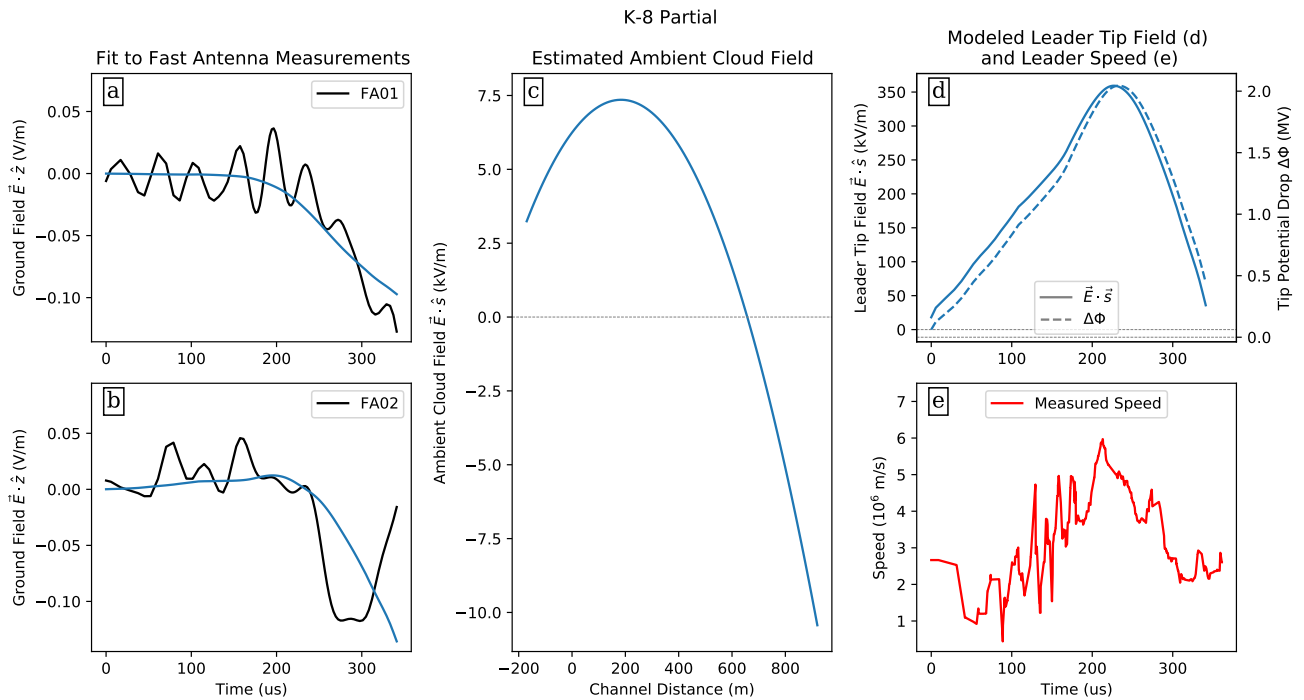 K-8 Partial
Fit to Fast Antenna Measurements
a
FA01
Ground Field E⃗ · ẑ (V/m)
0.05
0.00
−0.05
−0.10
0
100
200
300
b
FA02
Ground Field E⃗ · ẑ (V/m)
0.05
0.00
−0.05
−0.10
0
100
200
300
Time (us)
Estimated Ambient Cloud Field
c
Ambient Cloud Field E⃗ · ŝ (kV/m)
7.5
5.0
2.5
0.0
−2.5
−5.0
−7.5
−10.0
−200
0
200
400
600
800
Channel Distance (m)
Modeled Leader Tip Field (d)
and Leader Speed (e)
d
Leader Tip Field E⃗ · ŝ (kV/m)
350
300
250
200
150
100
50
0
E⃗ · s⃗
ΔΦ
2.0
1.5
1.0
0.5
0.0
Tip Potential Drop ΔΦ (MV)
0
100
200
300
e
Measured Speed
Speed (10⁶ m/s)
7
6
5
4
3
2
1
0
100
200
300
Time (us)